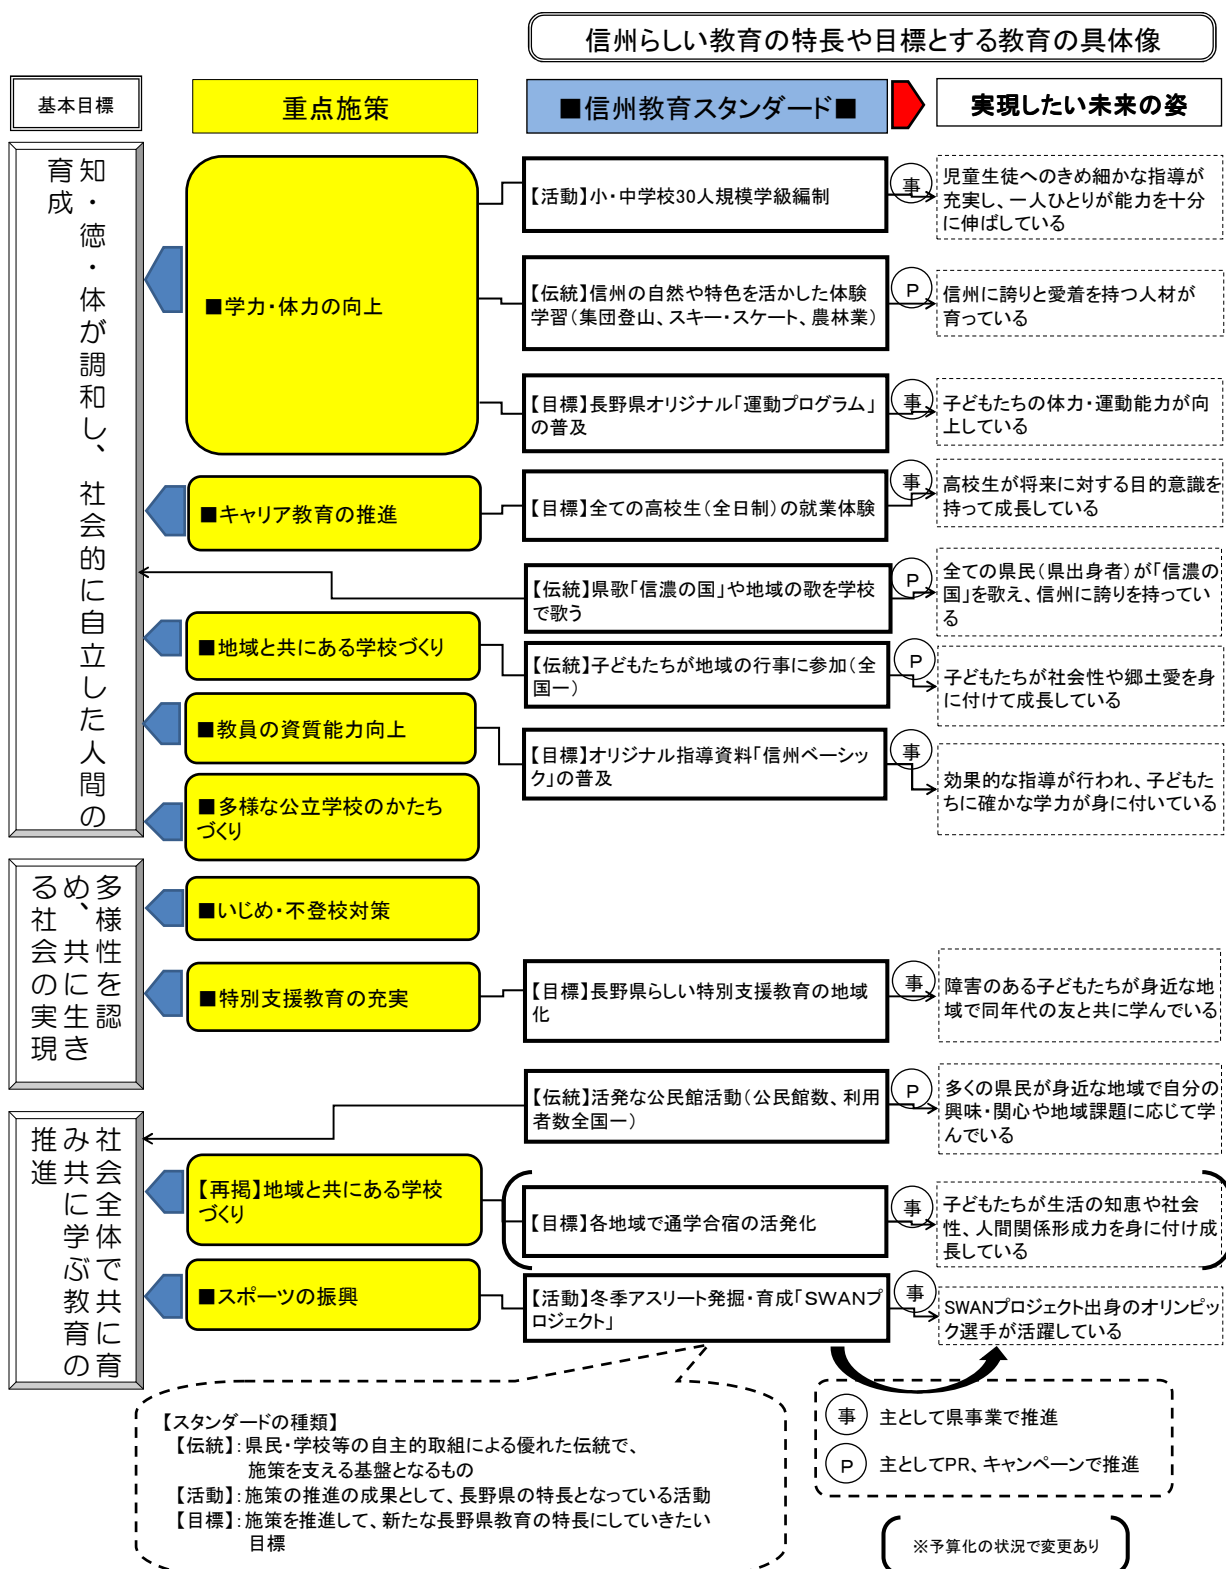 信州らしい教育の特長や目標とする教育の具体像
基本目標
重点施策
■信州教育スタンダード■
実現したい未来の姿
知・徳・体が調和し、社会的に自立した人間の
育成
■学力・体力の向上
【活動】小・中学校30人規模学級編制
事
児童生徒へのきめ細かな指導が
充実し、一人ひとりが能力を十分
に伸ばしている
【伝統】信州の自然や特色を活かした体験
学習（集団登山、スキー・スケート、農林業）
P
信州に誇りと愛着を持つ人材が
育っている
【目標】長野県オリジナル「運動プログラム」
の普及
事
子どもたちの体力・運動能力が向
上している
■キャリア教育の推進
【目標】全ての高校生（全日制）の就業体験
事
高校生が将来に対する目的意識を
持って成長している
【伝統】県歌「信濃の国」や地域の歌を学校
で歌う
P
全ての県民（県出身者）が「信濃の
国」を歌え、信州に誇りを持ってい
る
■地域と共にある学校づくり
【伝統】子どもたちが地域の行事に参加（全
国一）
P
子どもたちが社会性や郷土愛を身
に付けて成長している
■教員の資質能力向上
【目標】オリジナル指導資料「信州ベーシッ
ク」の普及
事
効果的な指導が行われ、子どもた
ちに確かな学力が身に付いている
■多様な公立学校のかたち
づくり
多様性を認
め、共に生き
る社会の実現
■いじめ・不登校対策
■特別支援教育の充実
【目標】長野県らしい特別支援教育の地域
化
事
障害のある子どもたちが身近な地
域で同年代の友と共に学んでいる
社会全体で共に育
み共に学ぶ教育の
推進
【伝統】活発な公民館活動（公民館数、利用
者数全国一）
P
多くの県民が身近な地域で自分の
興味・関心や地域課題に応じて学
んでいる
【再掲】地域と共にある学校
づくり
【目標】各地域で通学合宿の活発化
事
子どもたちが生活の知恵や社会
性、人間関係形成力を身に付け成
長している
■スポーツの振興
【活動】冬季アスリート発掘・育成「SWANプ
ロジェクト」
事
SWANプロジェクト出身のオリンピッ
ク選手が活躍している
【スタンダードの種類】
【伝統】：県民・学校等の自主的取組による優れた伝統で、
施策を支える基盤となるもの
【活動】：施策の推進の成果として、長野県の特長となっている活動
【目標】：施策を推進して、新たな長野県教育の特長にしていきたい
目標
事 主として県事業で推進
P 主としてPR、キャンペーンで推進
※予算化の状況で変更あり